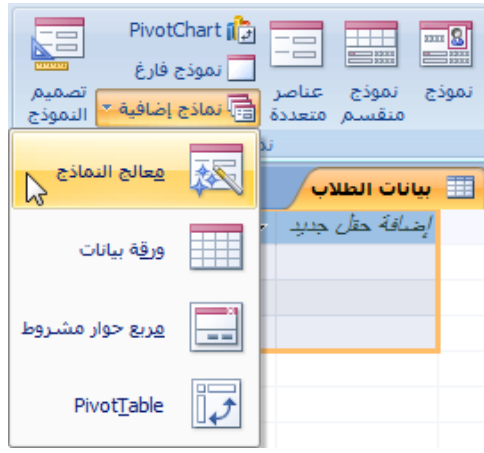 نموذج
نموذج منقسم
عناصر متعددة
PivotChart
نموذج فارغ
نماذج إضافية
تصميم النموذج
بيانات الطلاب
إضافة حقل جديد
معالج النماذج
ورقة بيانات
مربع حوار مشروط
PivotTable